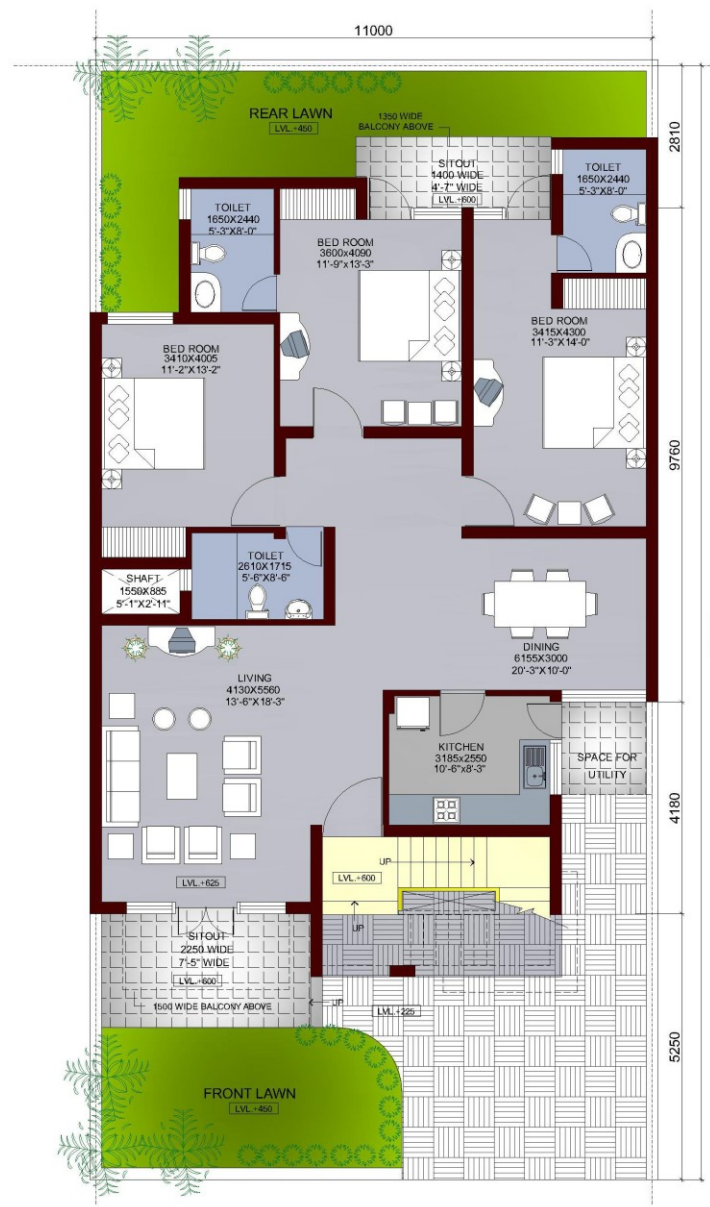 11000
REAR LAWN
LVL.+450
1350 WIDE
BALCONY ABOVE
2810
SITOUT
1400 WIDE
4'-7" WIDE
LVL.+600
TOILET
1650X2440
5'-3"X8'-0"
TOILET
1650X2440
5'-3"X8'-0"
BED ROOM
3600x4090
11'-9"x13'-3"
BED ROOM
3415X4300
11'-3"X14'-0"
BED ROOM
3410X4005
11'-2"X13'-2"
9760
TOILET
2610X1715
5'-6"X8'-6"
SHAFT
1550X885
5'-1"X2'-11"
DINING
6155X3000
20'-3"X10'-0"
LIVING
4130X5560
13'-6"X18'-3"
KITCHEN
3185x2550
10'-6"x8'-3"
SPACE FOR
UTILITY
4180
UP
LVL.+600
LVL.+625
UP
SITOUT
2250 WIDE
7'-5" WIDE
LVL.+600
1500 WIDE BALCONY ABOVE
UP
LVL.+225
5250
FRONT LAWN
LVL.+450